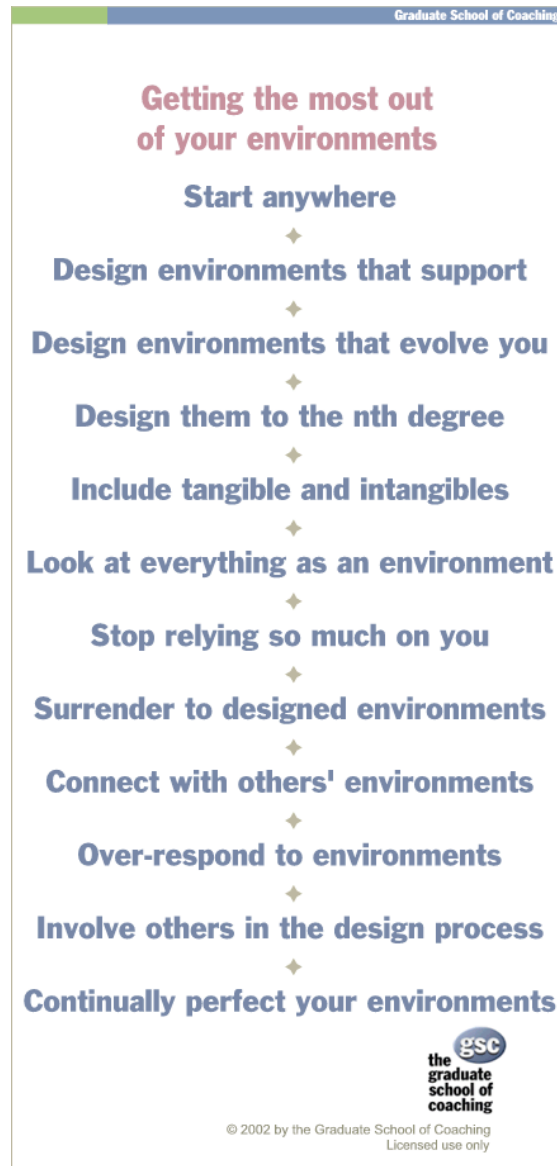 Graduate School of Coaching
Getting the most out
of your environments
Start anywhere
Design environments that support
Design environments that evolve you
Design them to the nth degree
Include tangible and intangibles
Look at everything as an environment
Stop relying so much on you
Surrender to designed environments
Connect with others' environments
Over-respond to environments
Involve others in the design process
Continually perfect your environments
gsc
the
graduate
school of
coaching
© 2002 by the Graduate School of Coaching
Licensed use only